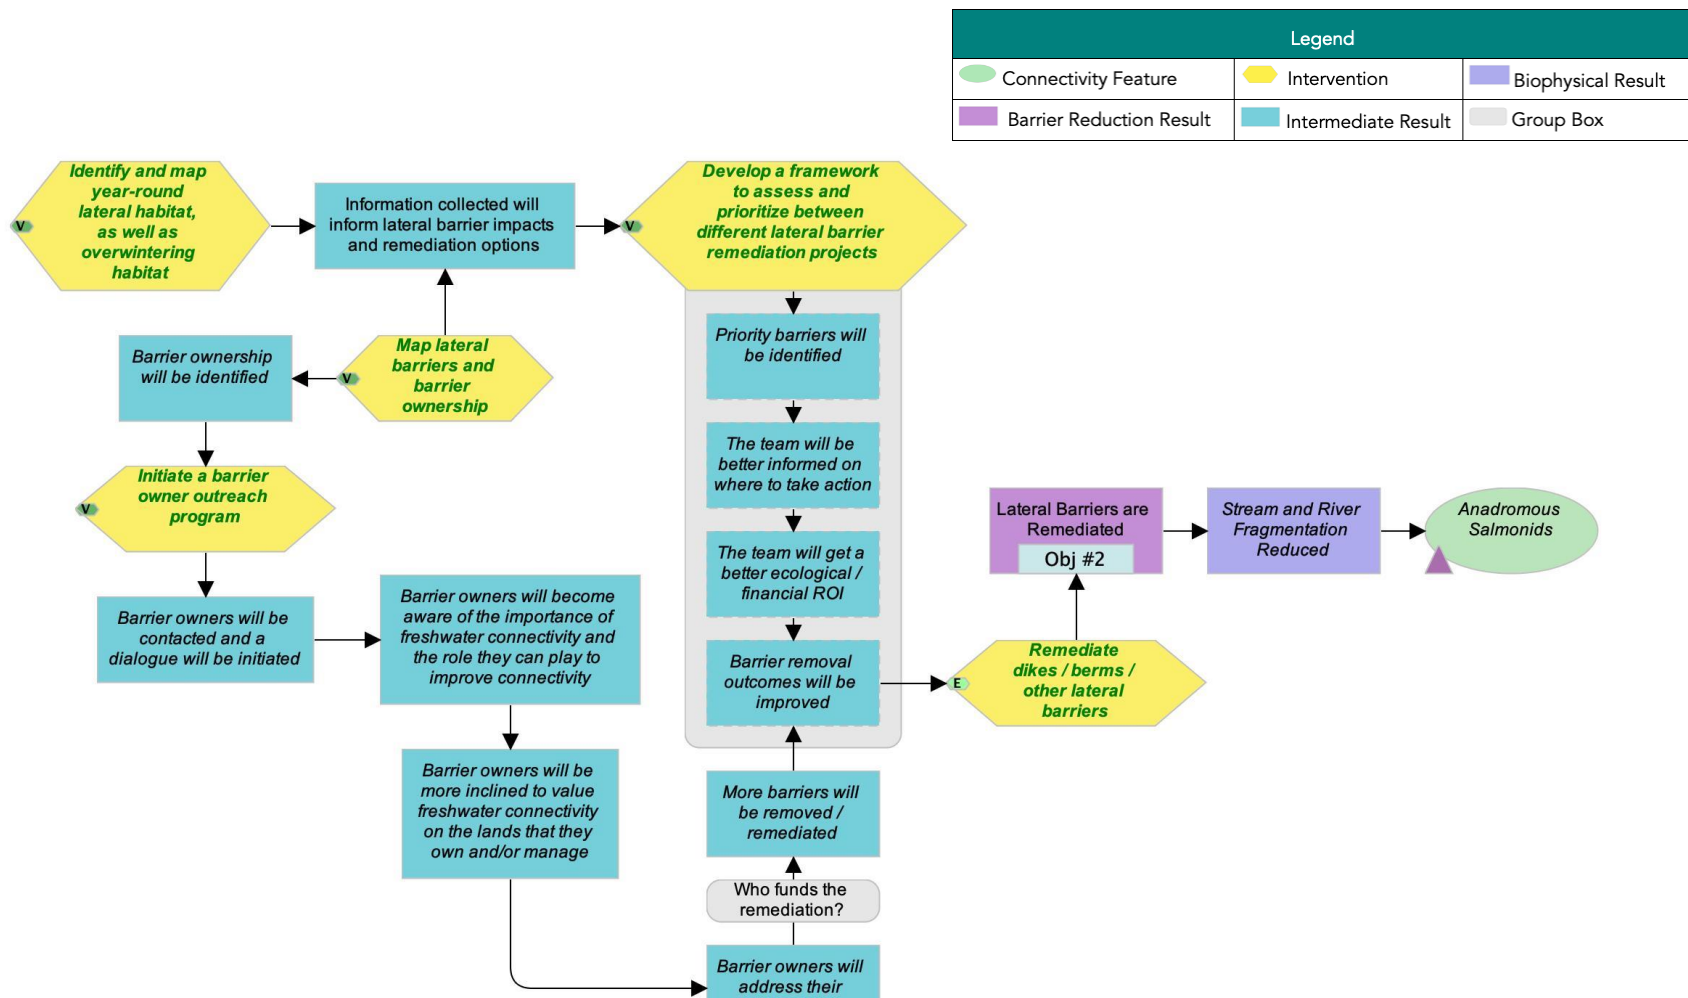 Legend
Connectivity Feature
Intervention
Biophysical Result
Barrier Reduction Result
Intermediate Result
Group Box
Identify and map
year-round
lateral habitat,
as well as
overwintering
habitat
V
Information collected will
inform lateral barrier impacts
and remediation options
Develop a framework
to assess and
prioritize between
different lateral barrier
remediation projects
V
Barrier ownership
will be identified
Map lateral
barriers and
barrier
ownership
V
Priority barriers will
be identified
The team will be
better informed on
where to take action
The team will get a
better ecological /
financial ROI
Barrier removal
outcomes will be
improved
Initiate a barrier
owner outreach
program
V
Barrier owners will be
contacted and a
dialogue will be initiated
Barrier owners will become
aware of the importance of
freshwater connectivity and
the role they can play to
improve connectivity
Barrier owners will be
more inclined to value
freshwater connectivity
on the lands that they
own and/or manage
Barrier owners will
address their
Who funds the
remediation?
More barriers will
be removed /
remediated
Remediate
dikes / berms /
other lateral
barriers
E
Lateral Barriers are
Remediated
Obj #2
Stream and River
Fragmentation
Reduced
Anadromous
Salmonids